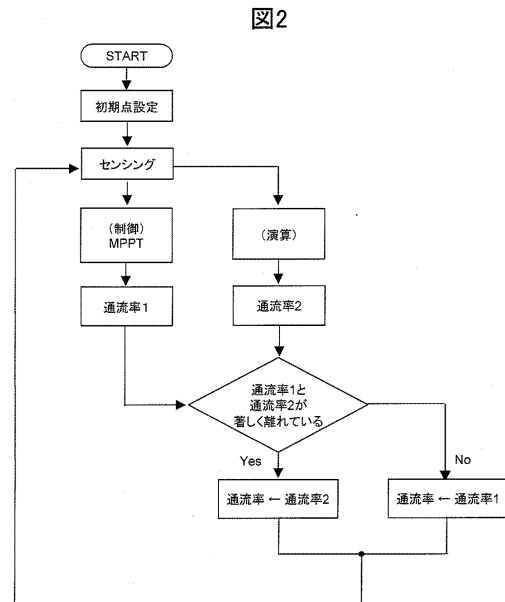 図2
START
初期点設定
センシング
(制御)
MPPT
(演算)
通流率1
通流率2
通流率1と
通流率2が
著しく離れている
Yes
No
通流率 ← 通流率2
通流率 ← 通流率1